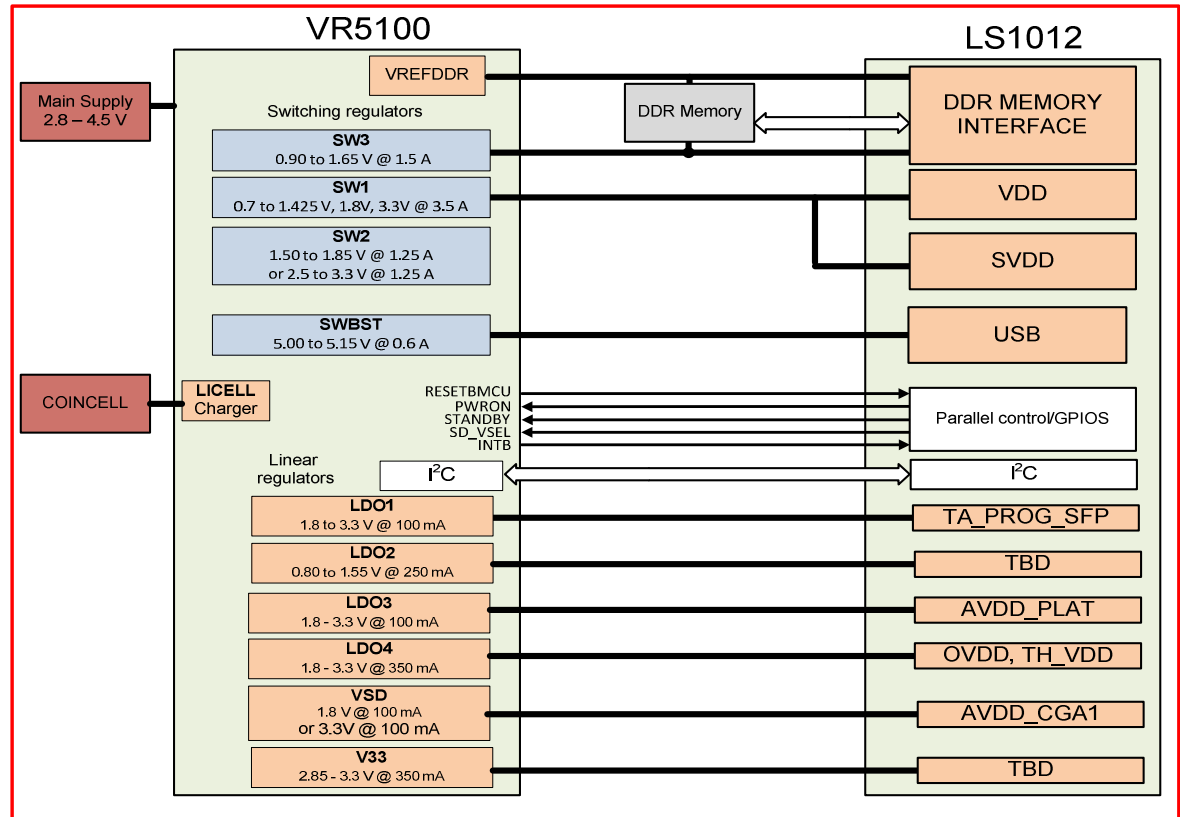 VR5100
LS1012
VREFDDR
Main Supply
2.8 – 4.5 V
Switching regulators
DDR Memory
DDR MEMORY
INTERFACE
SW3
0.90 to 1.65 V @ 1.5 A
SW1
0.7 to 1.425 V, 1.8V, 3.3V @ 3.5 A
VDD
SW2
1.50 to 1.85 V @ 1.25 A
or 2.5 to 3.3 V @ 1.25 A
SVDD
SWBST
5.00 to 5.15 V @ 0.6 A
USB
COINCELL
LICELL
Charger
RESETBMCU
PWRON
STANDBY
SD_VSEL
INTB
Parallel control/GPIOS
Linear
regulators
I²C
I²C
LDO1
1.8 to 3.3 V @ 100 mA
TA_PROG_SFP
LDO2
0.80 to 1.55 V @ 250 mA
TBD
LDO3
1.8 - 3.3 V @ 100 mA
AVDD_PLAT
LDO4
1.8 - 3.3 V @ 350 mA
OVDD, TH_VDD
VSD
1.8 V @ 100 mA
or 3.3V @ 100 mA
AVDD_CGA1
V33
2.85 - 3.3 V @ 350 mA
TBD